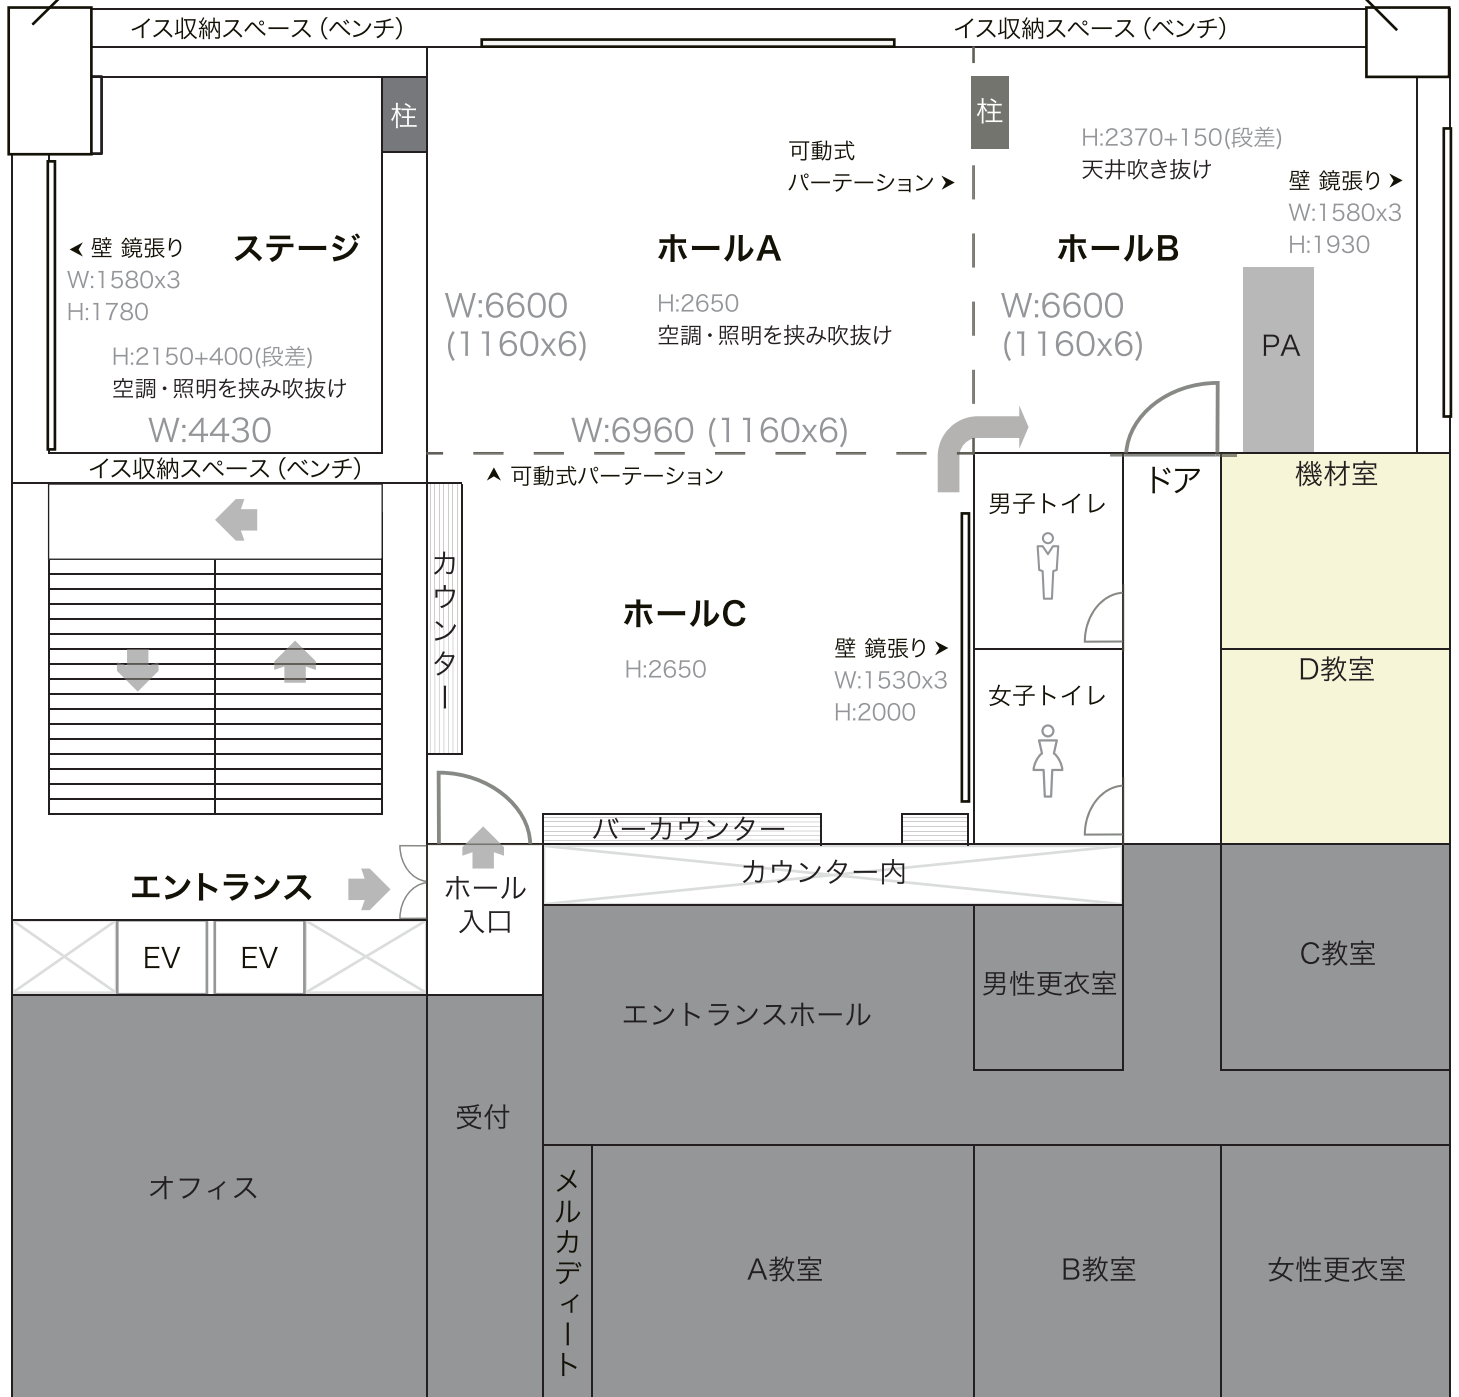 イス収納スペース (ベンチ)
イス収納スペース (ベンチ)
柱
柱
可動式
パーテーション➤
H:2370+150(段差)
天井吹き抜け
壁 鏡張り➤
W:1580x3
H:1930
壁 鏡張り
W:1580x3
H:1780
ステージ
ホールA
ホールB
W:6600
(1160x6)
H:2650
空調・照明を挟み吹抜け
W:6600
(1160x6)
PA
H:2150+400(段差)
空調・照明を挟み吹抜け
W:4430
W:6960 (1160x6)
イス収納スペース (ベンチ)
可動式パーテーション
ドア
機材室
男子トイレ
カウンター
ホールC
H:2650
壁 鏡張り➤
W:1530x3
H:2000
D教室
女子トイレ
バーカウンター
カウンター内
エントランス
ホール
入口
EV
EV
C教室
男性更衣室
エントランスホール
受付
オフィス
メルカディート
A教室
B教室
女性更衣室